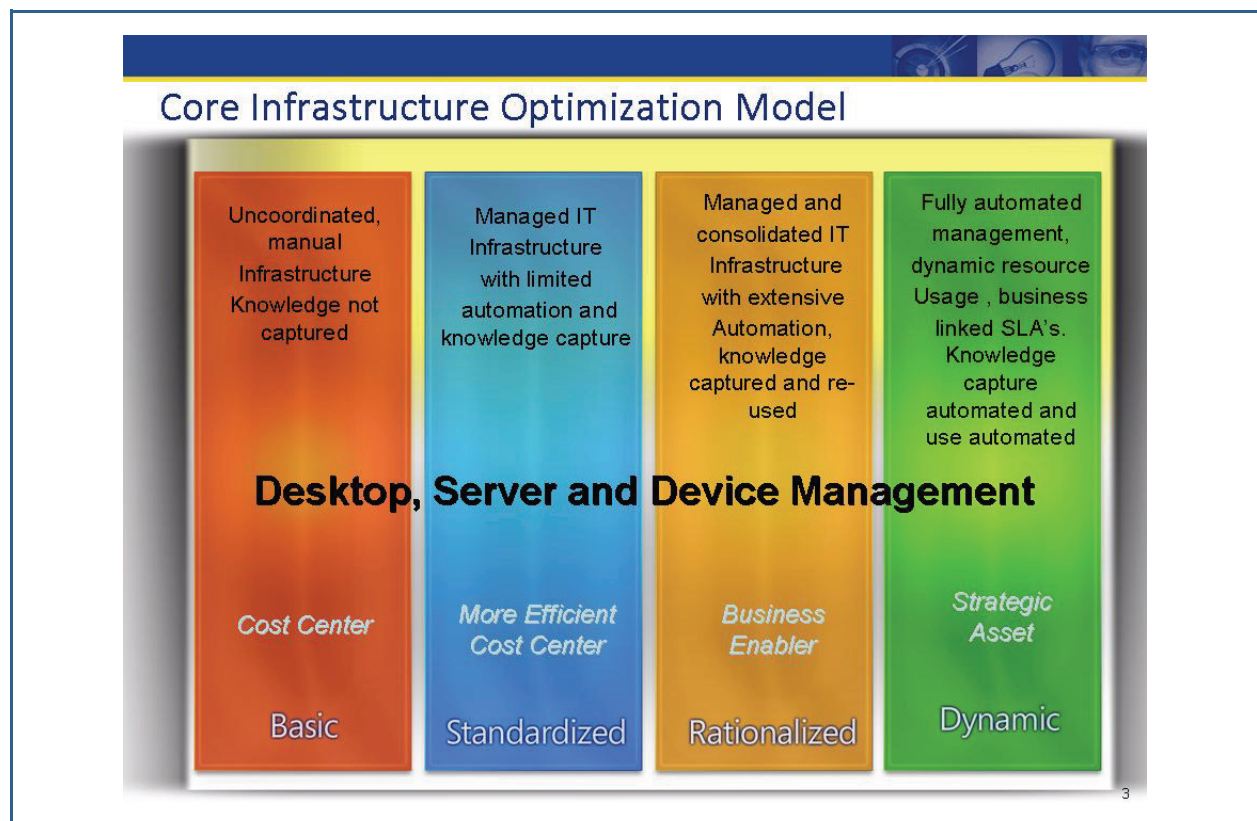 Core Infrastructure Optimization Model
Uncoordinated,
manual
Infrastructure
Knowledge not
captured
Managed IT
Infrastructure
with limited
automation and
knowledge capture
Managed and
consolidated IT
Infrastructure
with extensive
Automation,
knowledge
captured and re-
used
Fully automated
management,
dynamic resource
Usage , business
linked SLA's.
Knowledge
capture
automated and
use automated
Desktop, Server and Device Management
Cost Center
More Efficient
Cost Center
Business
Enabler
Strategic
Asset
Basic
Standardized
Rationalized
Dynamic
3